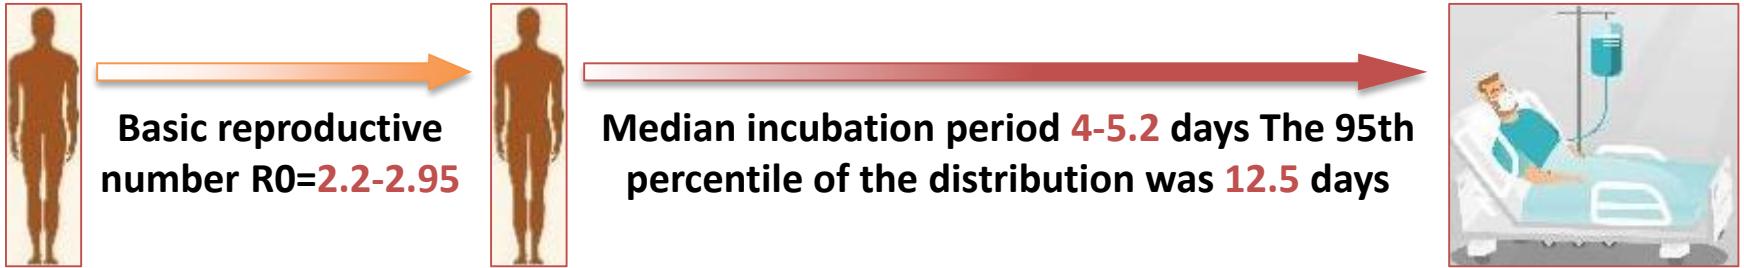 Basic reproductive
number R0=2.2-2.95
Median incubation period 4-5.2 days The 95th
percentile of the distribution was 12.5 days